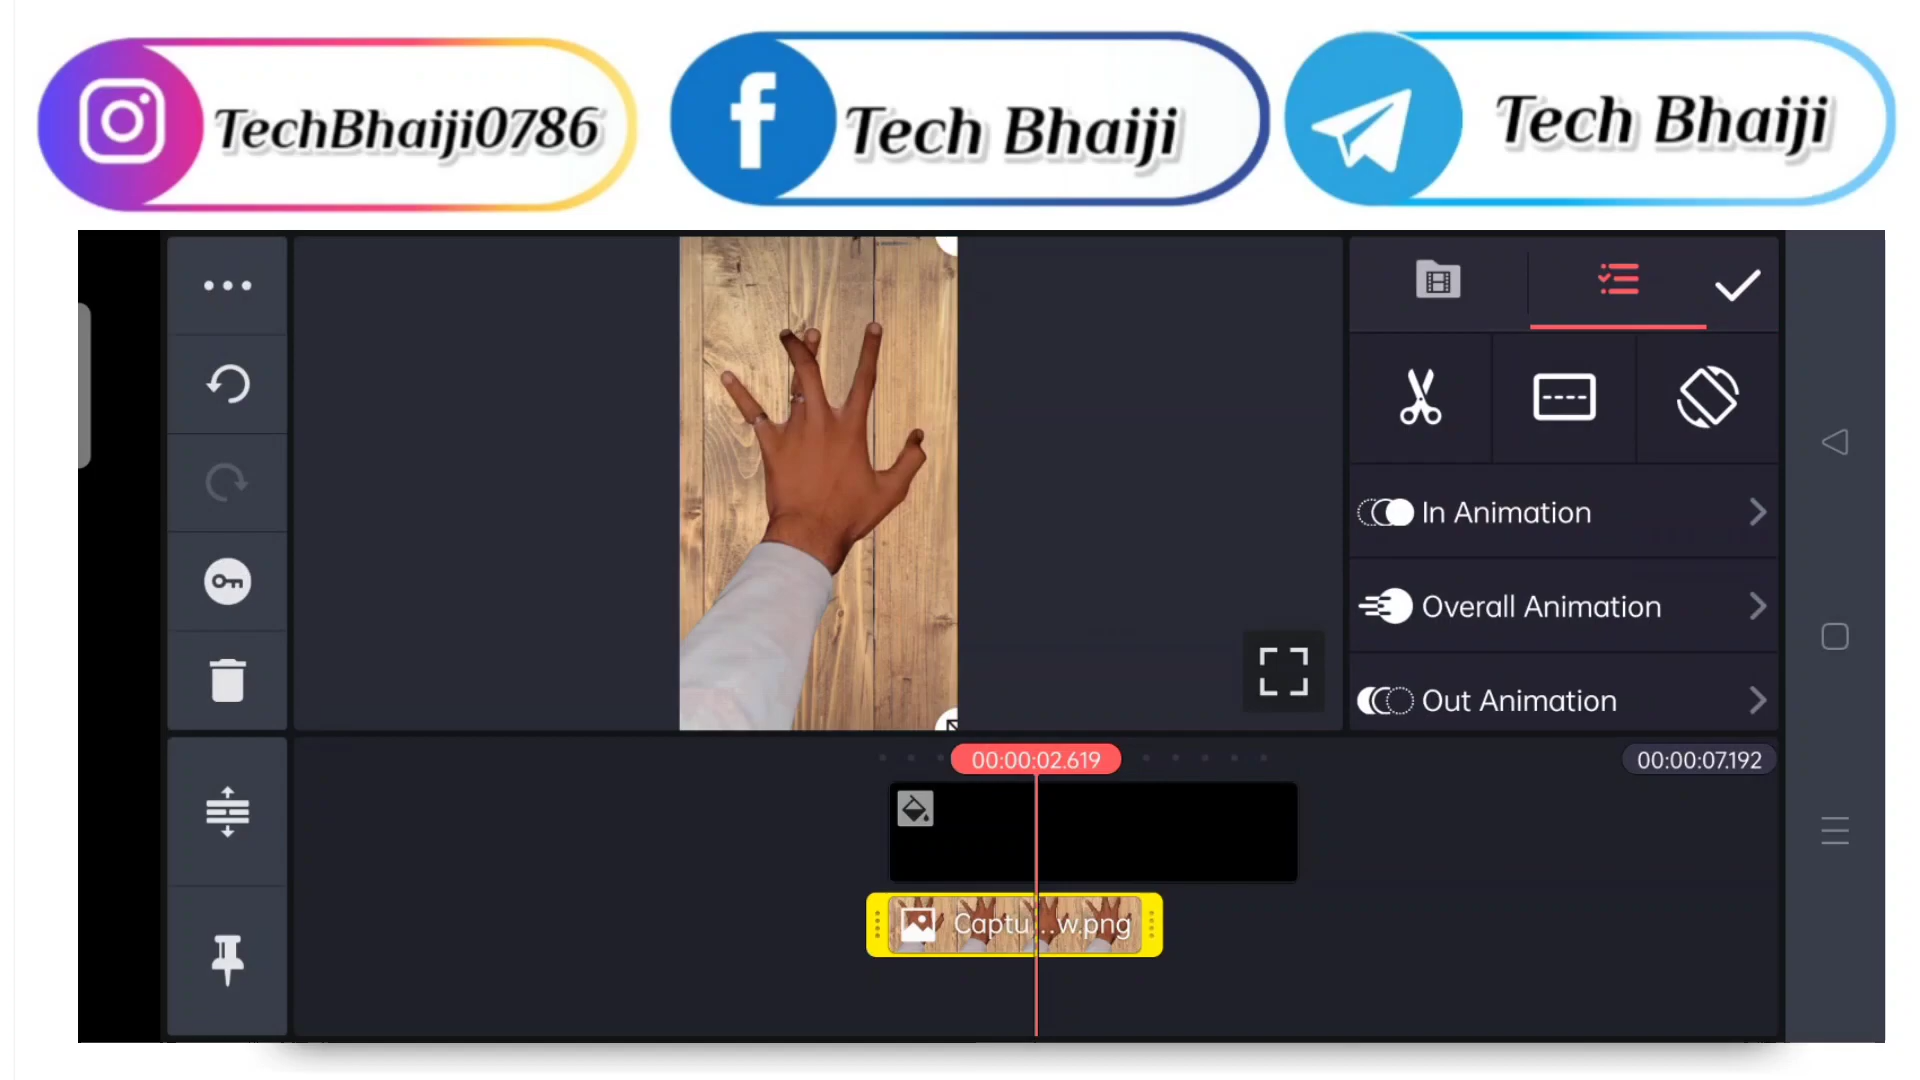 TechBhaiji0786
Tech Bhaiji
Tech Bhaiji
In Animation
Overall Animation
Out Animation
00:00:02.619
00:00:07.192
Captu...w.png